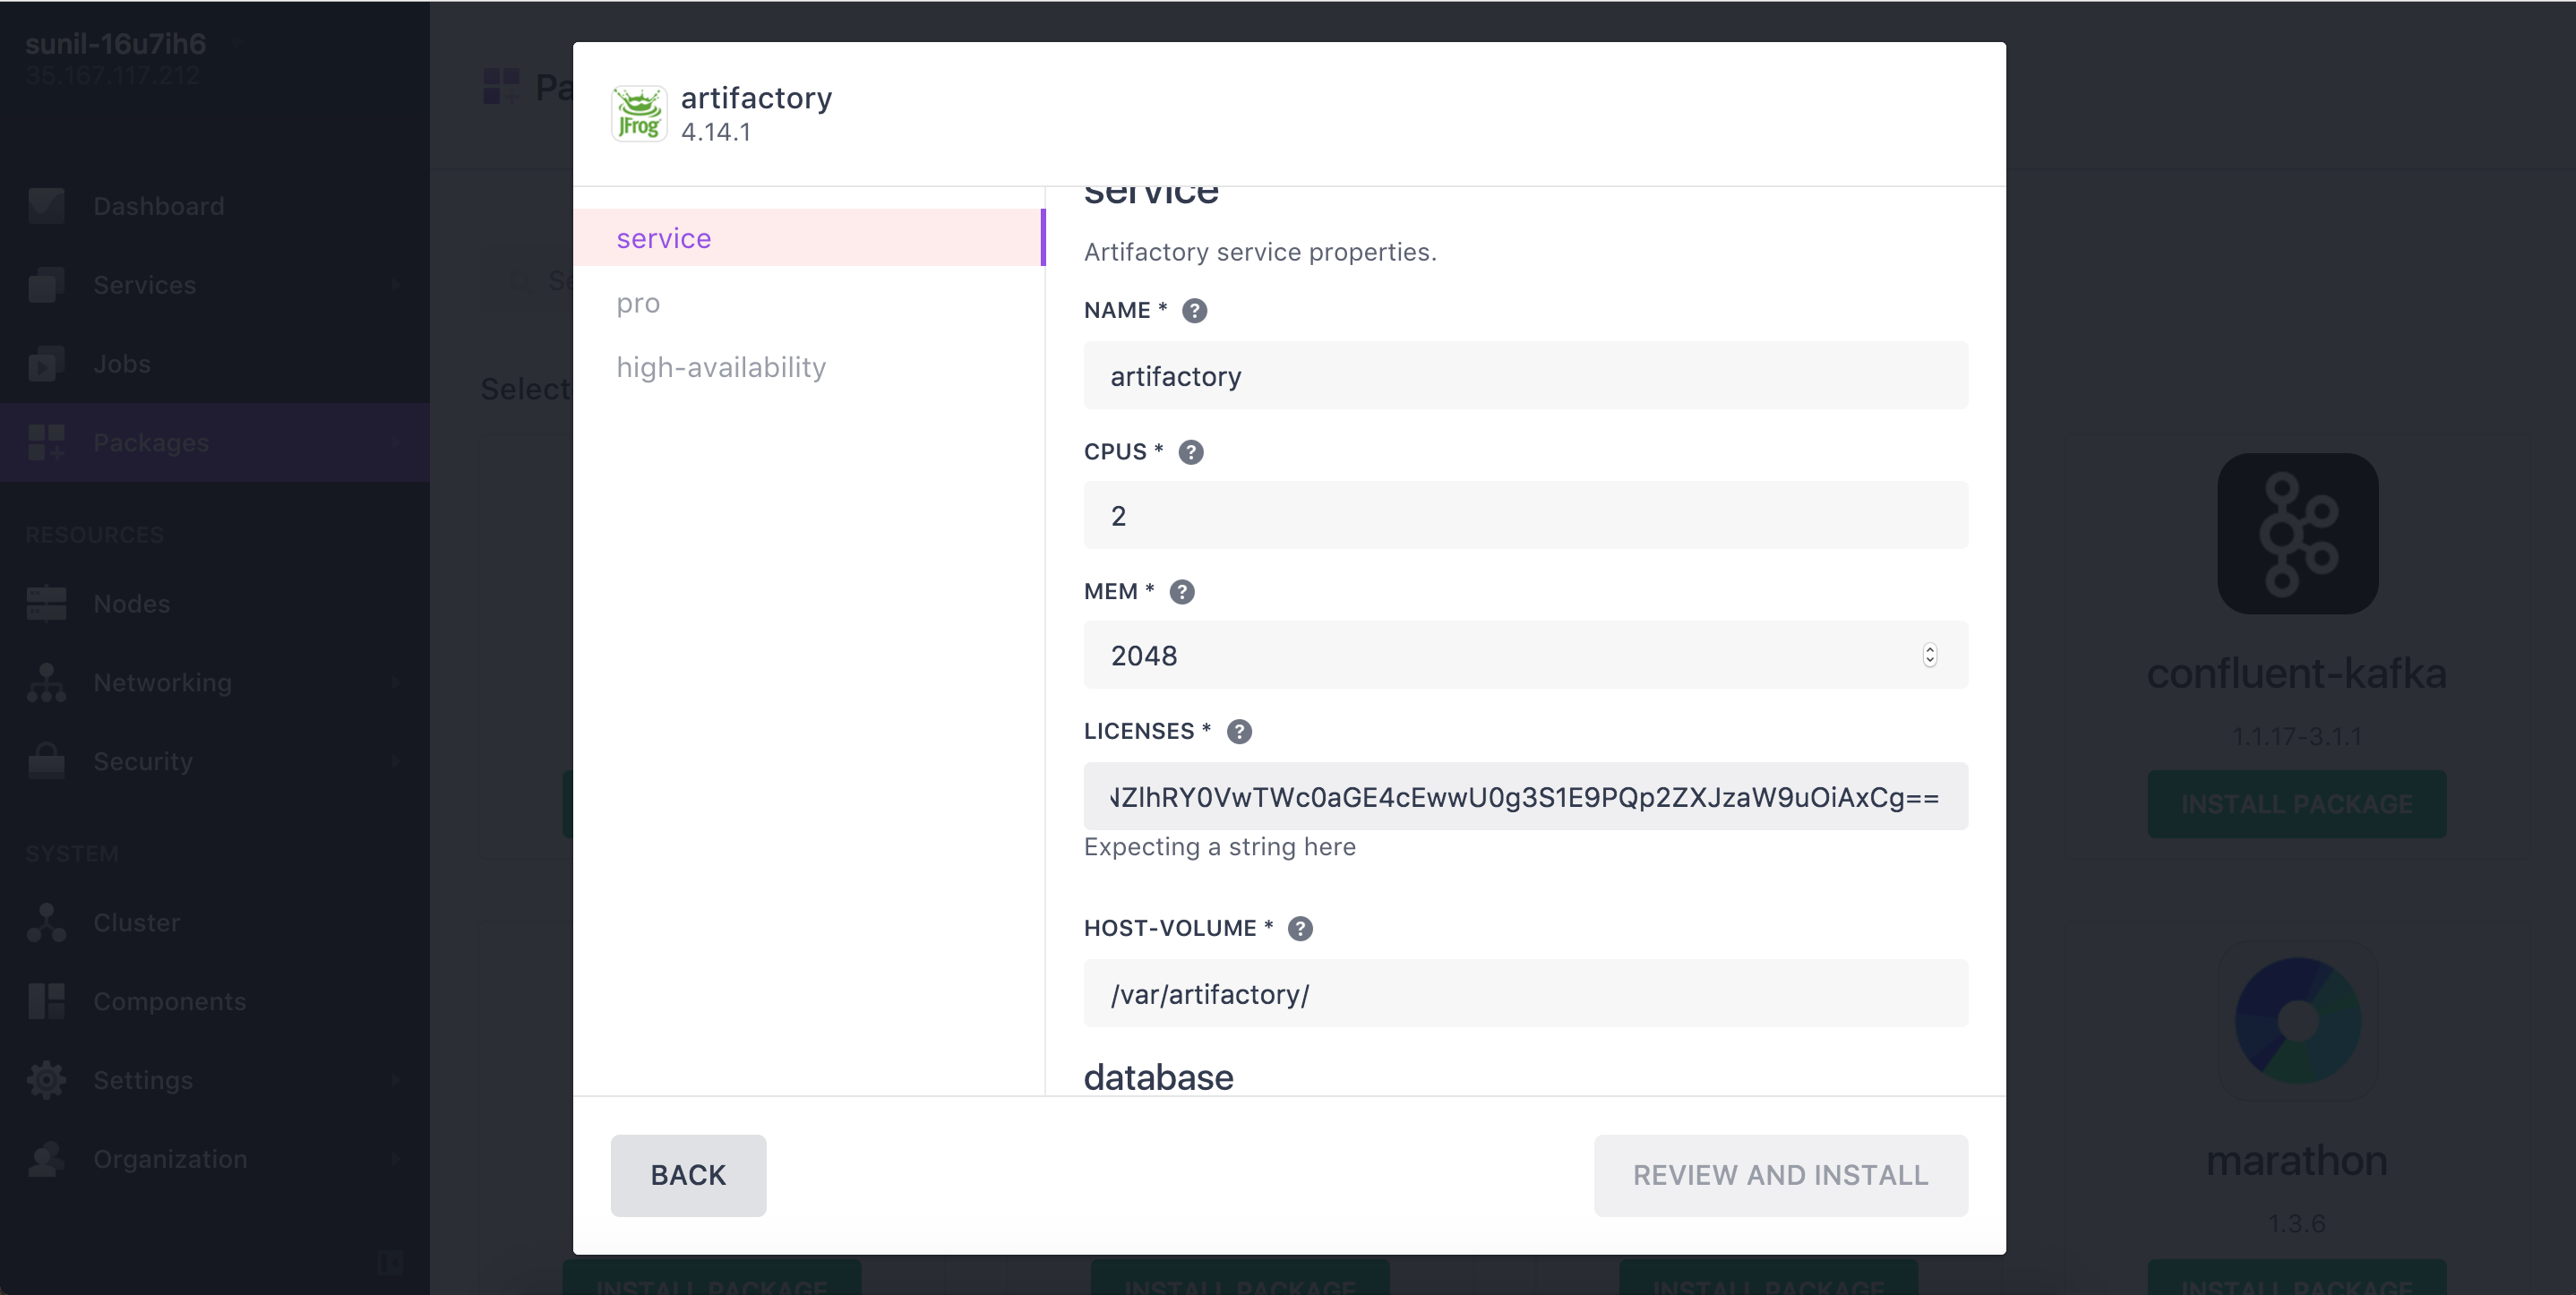 sunil-16u7ih6
35.167.117.212
Dashboard
Services
Jobs
Packages
RESOURCES
Nodes
Networking
Security
SYSTEM
Cluster
Components
Settings
Organization
Pa
Se
Select
JFrog
artifactory
4.14.1
service
pro
high-availability
service
Artifactory service properties.
NAME * ?
artifactory
CPUS * ?
2
MEM * ?
2048
LICENSES * ?
NZlhRY0VwTWc0aGE4cEwwU0g3S1E9PQp2ZXJzaW9uOiAxCg==
Expecting a string here
HOST-VOLUME * ?
/var/artifactory/
database
BACK
REVIEW AND INSTALL
confluent-kafka
1.1.17-3.1.1
INSTALL PACKAGE
marathon
1.3.6
INSTALL PACKAGE
INSTALL PACKAGE
INSTALL PACKAGE
INSTALL PACKAGE